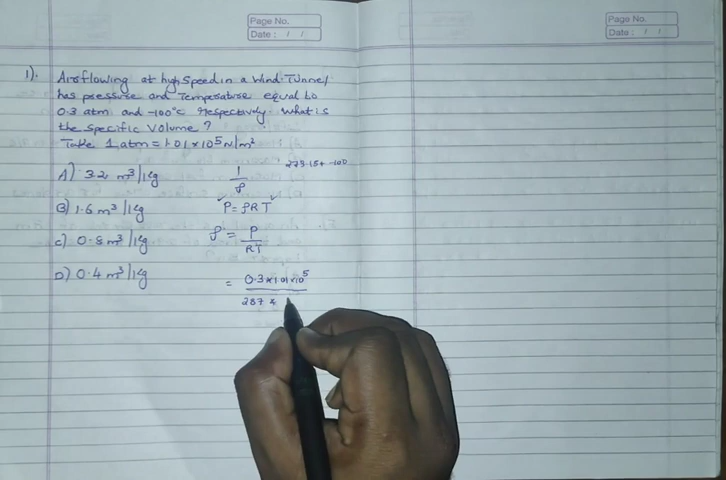 Page No.
Date : / /
Page No.
Date : / /
1). Air flowing at high speed in a Wind-Tunnel
has pressure and Temperature equal to
0.3 atm and -100°c respectively. What is
the Specific Volume ?
Take 1 atm = 1.01 × 10⁵ N/m²
273.15 + -100
A) 3.2 m³/kg
B) 1.6 m³/kg
C) 0.8 m³/kg
D) 0.4 m³/kg
1/ρ
P = ρRT
ρ = P/RT
= 0.3 × 1.01 × 10⁵
287 ×